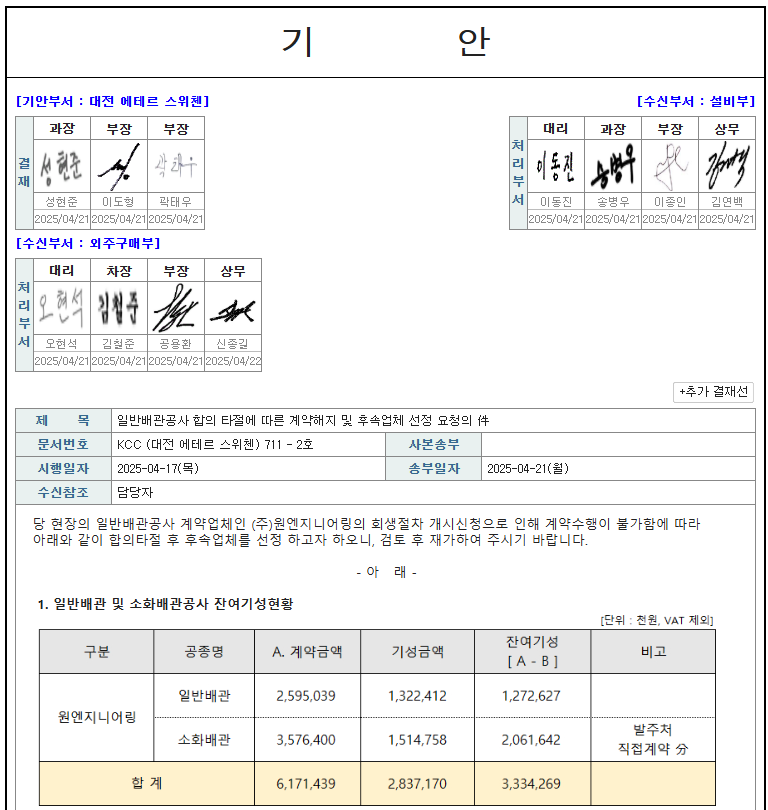 기 안
[기안부서 : 대전 에테르 스위첸]
[수신부서 : 설비부]
결재
과장 부장 부장
성현준
성현준 이도형 곽태우
2025/04/21 2025/04/21 2025/04/21
처리부서
대리 과장 부장 상무
이동진 송병우
이동진 송병우 이종인 김연백
2025/04/21 2025/04/21 2025/04/21 2025/04/21
[수신부서 : 외주구매부]
처리부서
대리 차장 부장 상무
오현석 김철준
오현석 김철준 공용환 신종길
2025/04/21 2025/04/21 2025/04/21 2025/04/22
+추가 결재선
제 목 일반배관공사 합의 타절에 따른 계약해지 및 후속업체 선정 요청의 件
문서번호 KCC (대전 에테르 스위첸) 711 - 2호 사본송부
시행일자 2025-04-17(목) 송부일자 2025-04-21(월)
수신참조 담당자
당 현장의 일반배관공사 계약업체인 (주)원엔지니어링의 회생절차 개시신청으로 인해 계약수행이 불가함에 따라
아래와 같이 합의타절 후 후속업체를 선정 하고자 하오니, 검토 후 재가하여 주시기 바랍니다.
- 아 래 -
1. 일반배관 및 소화배관공사 잔여기성현황
[단위 : 천원, VAT 제외]
구분 공종명 A. 계약금액 기성금액 잔여기성 [ A - B ] 비고
원엔지니어링 일반배관 2,595,039 1,322,412 1,272,627
소화배관 3,576,400 1,514,758 2,061,642 발주처 직접계약 分
합 계 6,171,439 2,837,170 3,334,269